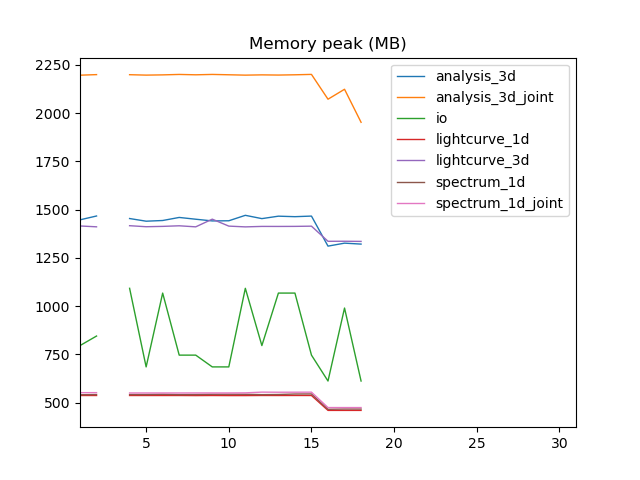 Memory peak (MB)
2250
2000
1750
1500
1250
1000
750
500
5
10
15
20
25
30
analysis_3d
analysis_3d_joint
io
lightcurve_1d
lightcurve_3d
spectrum_1d
spectrum_1d_joint